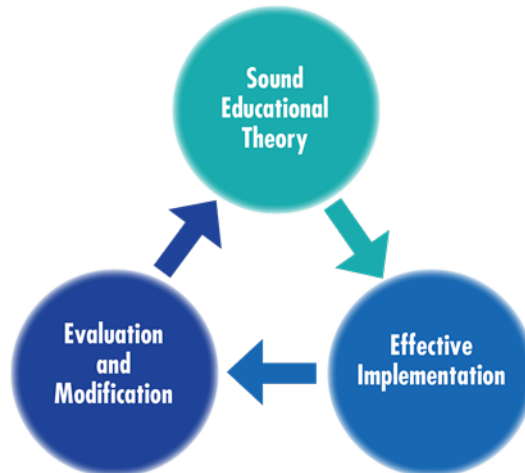 Sound
Educational
Theory
Effective
Implementation
Evaluation
and
Modification